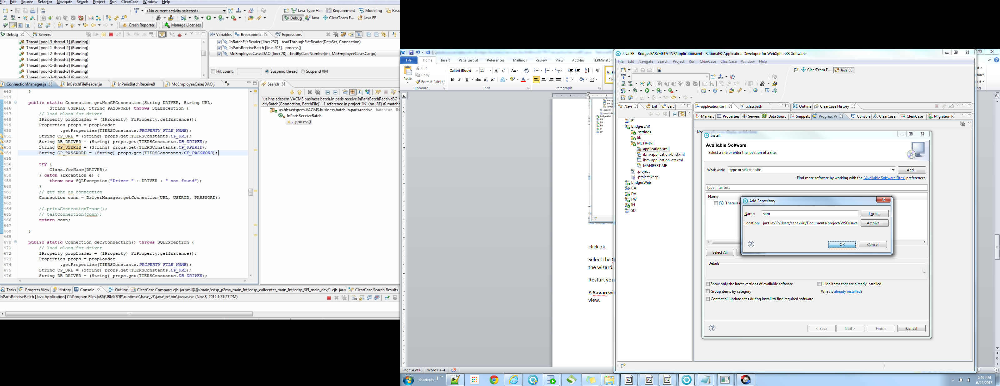 File Edit Source Refactor Navigate Search Project Run ClearCase Window Help
<No current activity selected>
Java Type Hi... Requirement Modeling Reso
Debug Java ClearTeam E... Java EE
Crash Reporter Manage Licenses
Debug Servers
Thread [pool-3-thread-1] (Running)
Thread [pool-1-thread-2] (Running)
Thread [pool-2-thread-2] (Running)
Thread [pool-3-thread-2] (Running)
Thread [pool-1-thread-3] (Running)
Thread [pool-2-thread-3] (Running)
Thread [pool-3-thread-3] (Running)
(x)= Variables Breakpoints Expressions
InBatchFileReader [line: 237] - readThroughFlatReader(DataSet, Connection)
InParisReceiveBatch [line: 203] - process()
MoEmployeeCasesDAO [line: 78] - findByCaseNumber(int, MoEmployeeCasesCargo)
Hit count: Suspend thread Suspend VM
ConnectionManager.ja InBatchFileReader.ja InParisBatchReceiveB MoEmployeeCasesDAO.j »9
443 }
444
445 public static Connection getNonCPConnection(String DRIVER, String URL,
446 String USERID, String PASSWORD) throws SQLException {
447 // load class for driver
448 IProperty propLoader = (IProperty) FwProperty.getInstance();
449 Properties props = propLoader
450 .getProperties(TIERSConstants.PROPERTY_FILE_NAME);
451 String CP_URL = (String) props.get(TIERSConstants.CP_URL);
452 String DB_DRIVER = (String) props.get(TIERSConstants.DB_DRIVER);
453 String CP_USERID = (String) props.get(TIERSConstants.CP_USERID);
454 String CP_PASSWORD = (String) props.get(TIERSConstants.CP_PASSWORD);
455
456 try {
457 Class.forName(DRIVER);
458 } catch (Exception e) {
459 throw new SQLException("Driver " + DRIVER + " not found");
460 }
461 // get the db connection
462 Connection conn = DriverManager.getConnection(URL, USERID, PASSWORD);
463
464 // printConnectionTrace();
465 // testConnection(conn);
466 return conn;
467
468 }
469
470 public static Connection geCPConnection() throws SQLException {
471 // load class for driver
472 IProperty propLoader = (IProperty) FwProperty.getInstance();
473 Properties props = propLoader
474 .getProperties(TIERSConstants.PROPERTY_FILE_NAME);
475 String CP_URL = (String) props.get(TIERSConstants.CP_URL);
476 String DB_DRIVER = (String) props.get(TIERSConstants.DB_DRIVER);
Search
'us.hhs.edspem.VACMS.business.batch.in.paris.receive.InParisBatchReceiveBO.r
erlyBatch(Connection, BatchFile)' - 1 reference in project 'IN' (no JRE) (0 matche
us.hhs.edspem.VACMS.business.batch.in.paris.receive - batch/src - IN
InParisReceiveBatch
process()
Tasks Progress View History Console Outline ClearCase Compare: ejb-jar.xml@@/main/edsp_p2ma_main_Int/edsp_callcenter_main_Int/edsp_SFI_main_dev/1 ejb-jar.x ClearCase Search Results
InParisReceiveBatch [Java Application] C:\Program Files (x86)\IBM\SDP\runtimes\base_v7\java\jre\bin\javaw.exe (Nov 8, 2014 4:57:27 PM)
File Home Insert Page Layout References Mailings Review View Add-Ins TERMinator
Paste Cut
Copy
Format Painter
Calibri (Body) 11
Clipboard Font Paragraph
click ok.
Select the S
the wizard.
Restart you
A Savan wi
view.
Page: 4 of 6 Words: 424
Java EE - BridgesEAR/META-INF/application.xml - Rational® Application Developer for WebSphere® Software
File Edit Navigate Search Project Run ClearCase ClearCase Window Help
ClearTeam E... Java EE
Navi Ent Serv
BI
BridgesEAR
.settings
lib
META-INF
application.xml
ibm-application-bnd.xml
ibm-application-ext.xml
MANIFEST.MF
.project
.project.keep
bridgesWeb
CA
DA
FW
IN
SD
application.xml .classpath Outline ClearCase History
Markers Properties Servers Data Sourc Snippets Progress Vi Console ClearCase ClearCase Migration R
Install
Available Software
Select a site or enter the location of a site.
Work with: type or select a site Add...
Find more software by working with the "Available Software Sites" preferences.
type filter text
Name
There is
Add Repository
Name: sam Local...
Location: jar:file:/C:/Users/sepakkiri/Documents/project/WSO/sava Archive...
OK Cancel
Select All
Details
Show only the latest versions of available software Hide items that are already installed
Group items by category What is already installed?
Contact all update sites during install to find required software
< Back Next > Finish Cancel
shortcuts
6:46 PM
6/22/2015